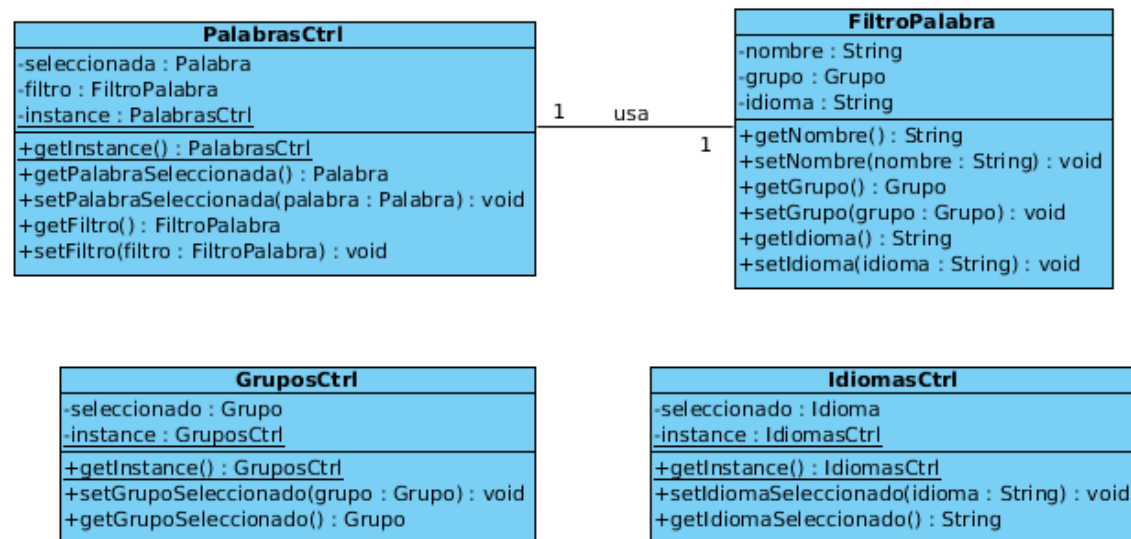 PalabrasCtrl
-seleccionada : Palabra
-filtro : FiltroPalabra
-instance : PalabrasCtrl
+getInstance() : PalabrasCtrl
+getPalabraSeleccionada() : Palabra
+setPalabraSeleccionada(palabra : Palabra) : void
+getFiltro() : FiltroPalabra
+setFiltro(filtro : FiltroPalabra) : void
1 usa
1
FiltroPalabra
-nombre : String
-grupo : Grupo
-idioma : String
+getNombre() : String
+setNombre(nombre : String) : void
+getGrupo() : Grupo
+setGrupo(grupo : Grupo) : void
+getIdioma() : String
+setIdioma(idioma : String) : void
GruposCtrl
-seleccionado : Grupo
-instance : GruposCtrl
+getInstance() : GruposCtrl
+setGrupoSeleccionado(grupo : Grupo) : void
+getGrupoSeleccionado() : Grupo
IdiomasCtrl
-seleccionado : Idioma
-instance : IdiomasCtrl
+getInstance() : IdiomasCtrl
+setIdiomaSeleccionado(idioma : String) : void
+getIdiomaSeleccionado() : String